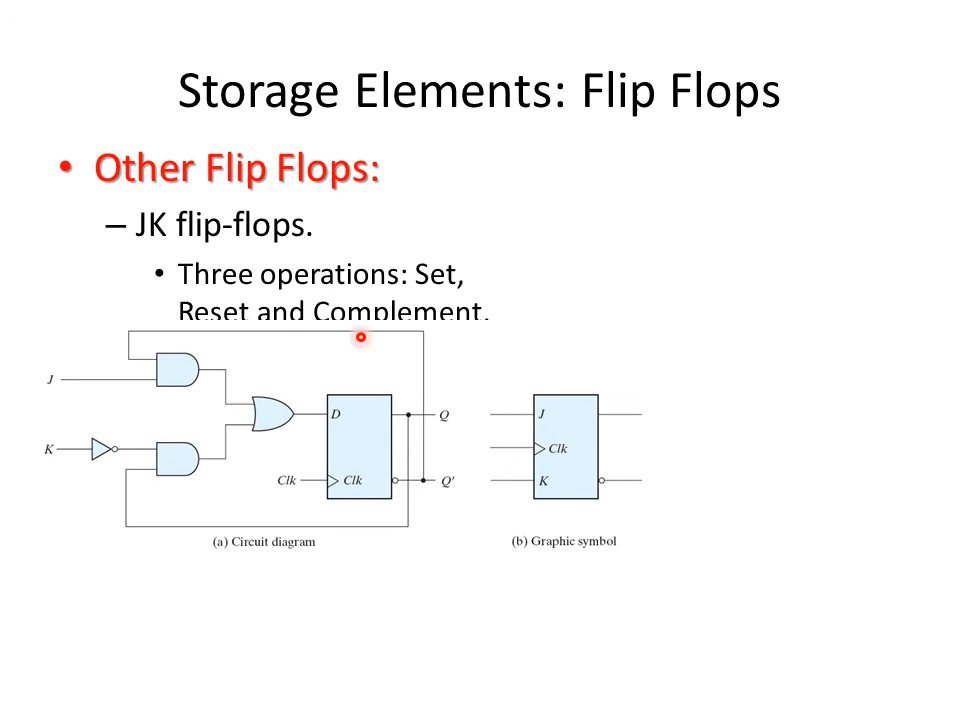 Storage Elements: Flip Flops
• Other Flip Flops:
– JK flip-flops.
• Three operations: Set,
Reset and Complement.
J
K
D
Q
Clk
Clk
Q'
(a) Circuit diagram
J
Clk
K
(b) Graphic symbol